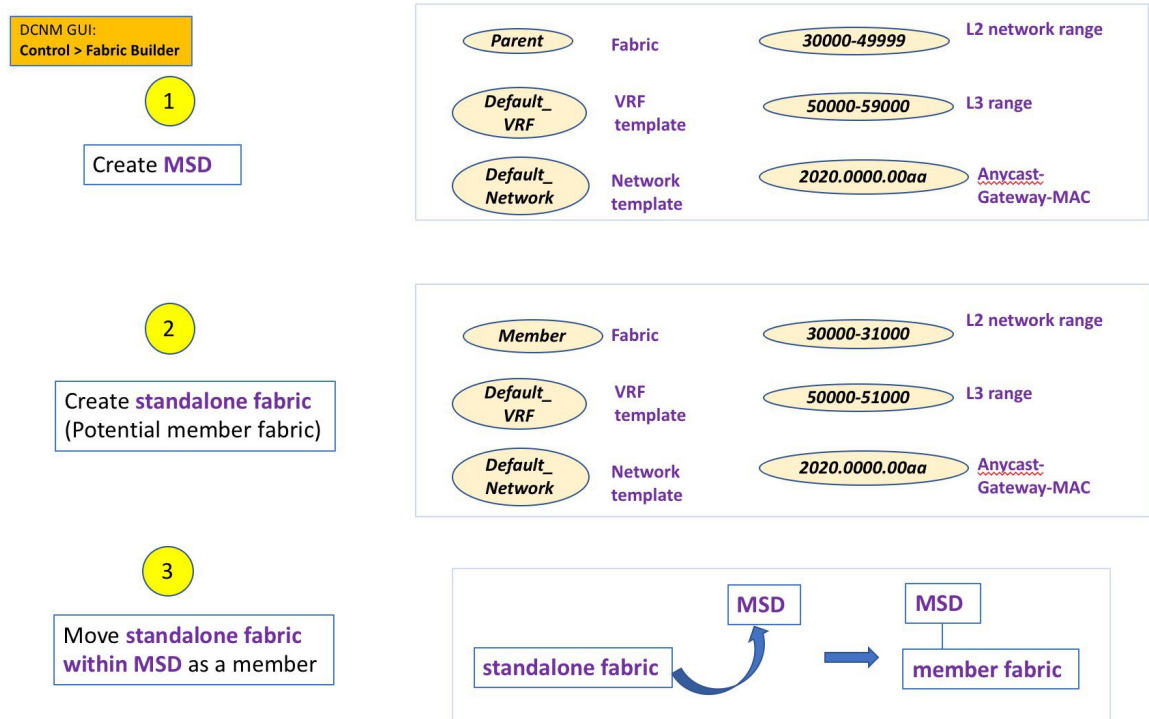 DCNM GUI:
Control > Fabric Builder
1
Create MSD
Parent
Fabric
30000-49999
L2 network range
Default_
VRF
VRF
template
50000-59000
L3 range
Default_
Network
Network
template
2020.0000.00aa
Anycast-
Gateway-MAC
2
Create standalone fabric
(Potential member fabric)
Member
Fabric
30000-31000
L2 network range
Default_
VRF
VRF
template
50000-51000
L3 range
Default_
Network
Network
template
2020.0000.00aa
Anycast-
Gateway-MAC
3
Move standalone fabric
within MSD as a member
standalone fabric
MSD
MSD
member fabric